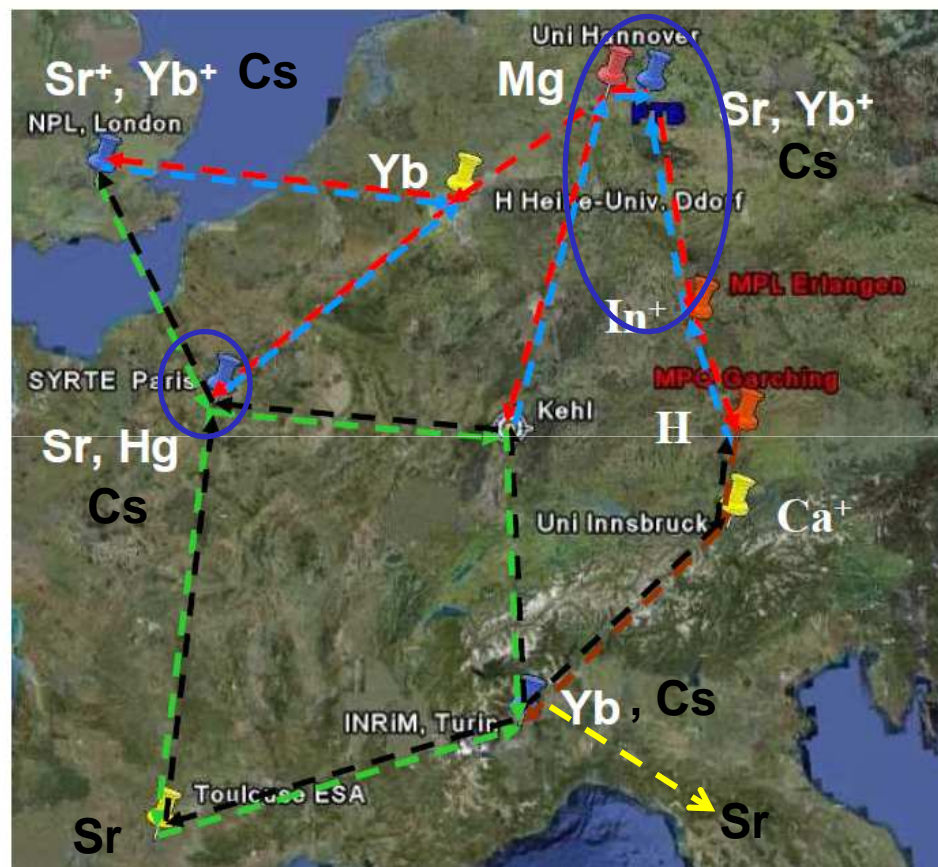 Uni Hannover
Sr⁺, Yb⁺ Cs
Mg
PTB
Sr, Yb⁺
NPL, London
Cs
Yb
H Heine-Univ. Ddorf
MPL Erlangen
In⁺
SYRTE Paris
MPQ Garching
Kehl
H
Sr, Hg
Cs
Uni Innsbruck
Ca⁺
Yb , Cs
INRiM, Turin
Toulouse ESA
Sr
Sr